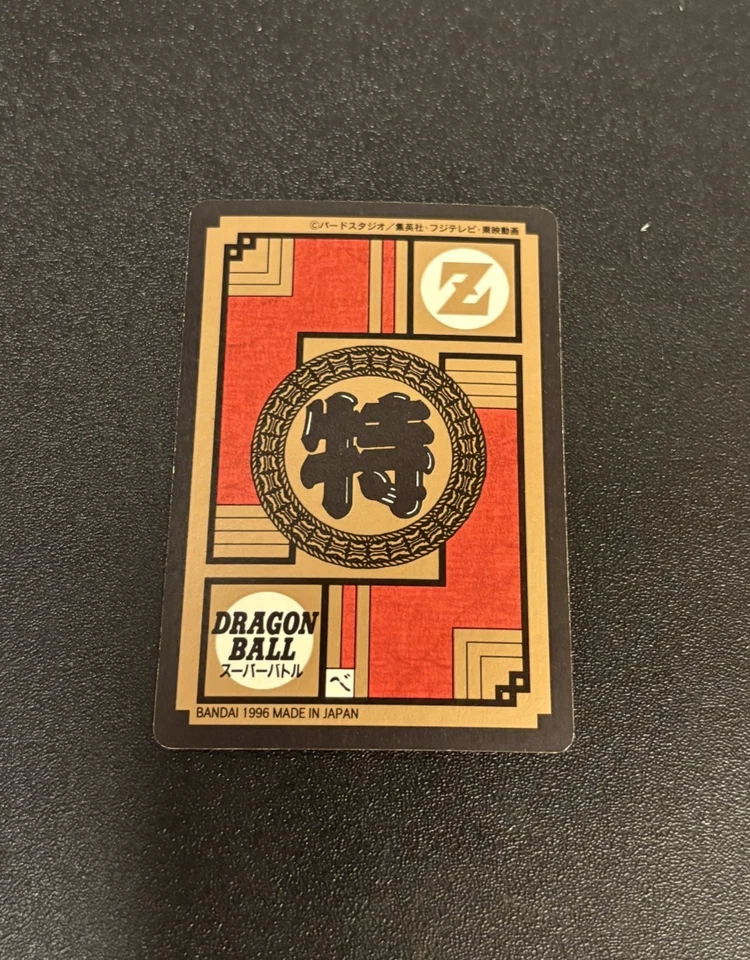 ©バードスタジオ／集英社・フジテレビ・東映動画
Z
特
DRAGON
BALL
スーパーバトル
べ
BANDAI 1996 MADE IN JAPAN